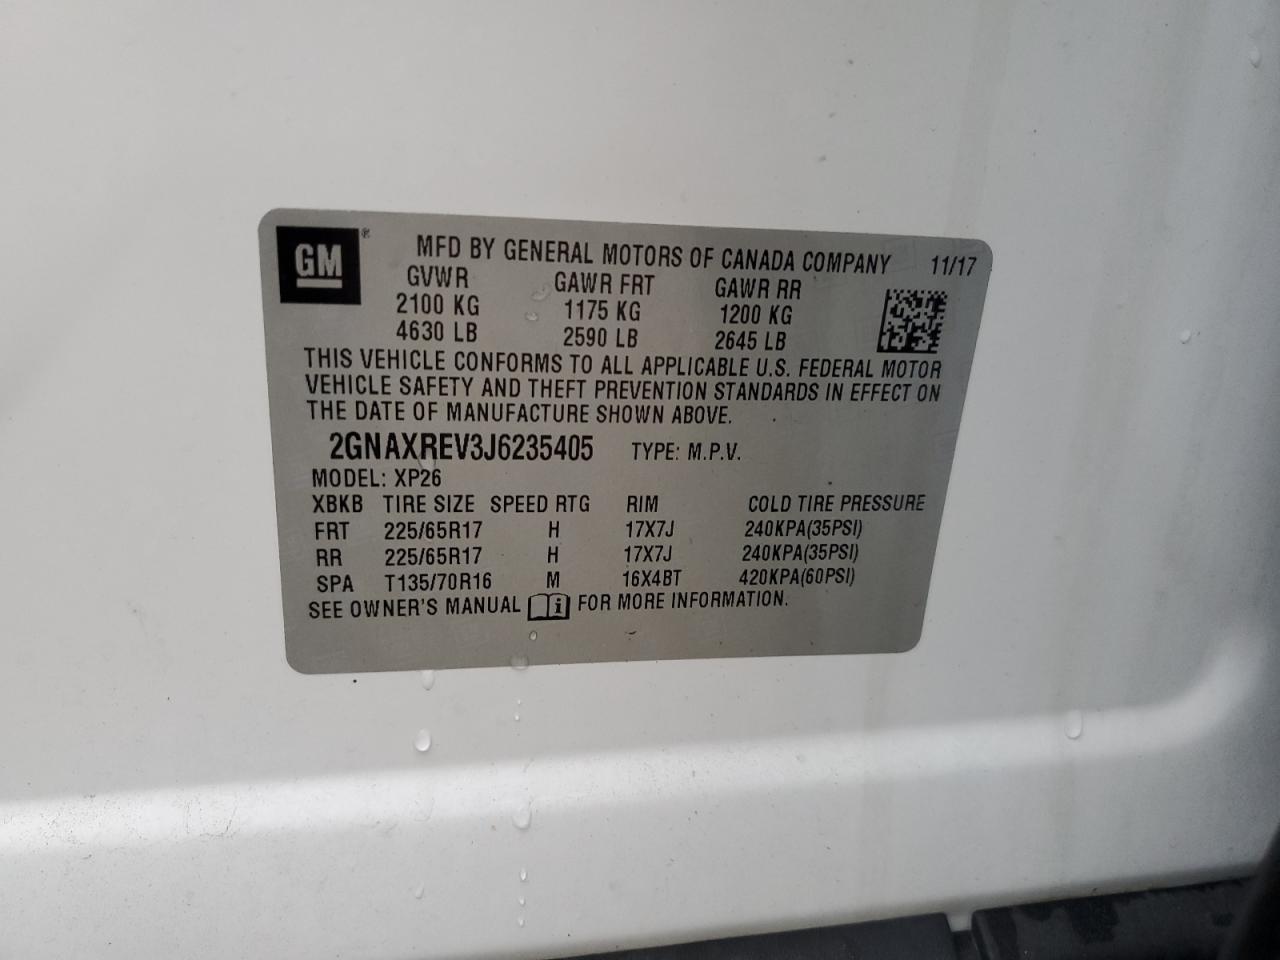 GM ® MFD BY GENERAL MOTORS OF CANADA COMPANY 11/17
GVWR GAWR FRT GAWR RR
2100 KG 1175 KG 1200 KG
4630 LB 2590 LB 2645 LB
THIS VEHICLE CONFORMS TO ALL APPLICABLE U.S. FEDERAL MOTOR
VEHICLE SAFETY AND THEFT PREVENTION STANDARDS IN EFFECT ON
THE DATE OF MANUFACTURE SHOWN ABOVE.
2GNAXREV3J6235405 TYPE: M.P.V.
MODEL: XP26
XBKB TIRE SIZE SPEED RTG RIM COLD TIRE PRESSURE
FRT 225/65R17 H 17X7J 240KPA(35PSI)
RR 225/65R17 H 17X7J 240KPA(35PSI)
SPA T135/70R16 M 16X4BT 420KPA(60PSI)
SEE OWNER'S MANUAL i FOR MORE INFORMATION.